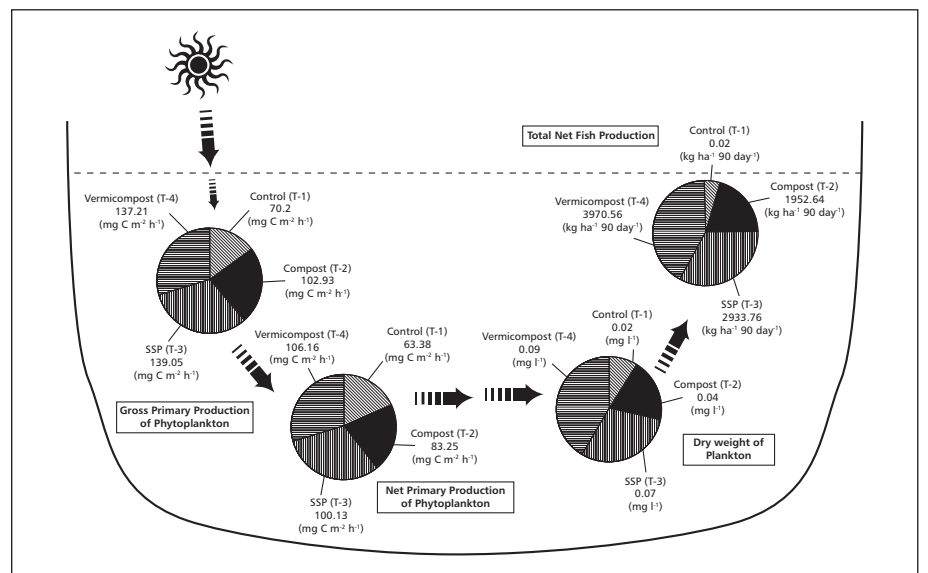 Total Net Fish Production
Control (T-1)
0.02
(kg ha⁻¹ 90 day⁻¹)
Compost (T-2)
1952.64
(kg ha⁻¹ 90 day⁻¹)
Vermicompost (T-4)
3970.56
(kg ha⁻¹ 90 day⁻¹)
SSP (T-3)
2933.76
(kg ha⁻¹ 90 day⁻¹)
Vermicompost (T-4)
137.21
(mg C m⁻² h⁻¹)
Control (T-1)
70.2
(mg C m⁻² h⁻¹)
Compost (T-2)
102.93
(mg C m⁻² h⁻¹)
SSP (T-3)
139.05
(mg C m⁻² h⁻¹)
Gross Primary Production
of Phytoplankton
Vermicompost (T-4)
106.16
(mg C m⁻² h⁻¹)
Control (T-1)
63.38
(mg C m⁻² h⁻¹)
Compost (T-2)
83.25
(mg C m⁻² h⁻¹)
SSP (T-3)
100.13
(mg C m⁻² h⁻¹)
Net Primary Production
of Phytoplankton
Vermicompost (T-4)
0.09
(mg l⁻¹)
Control (T-1)
0.02
(mg l⁻¹)
Compost (T-2)
0.04
(mg l⁻¹)
SSP (T-3)
0.07
(mg l⁻¹)
Dry weight of
Plankton